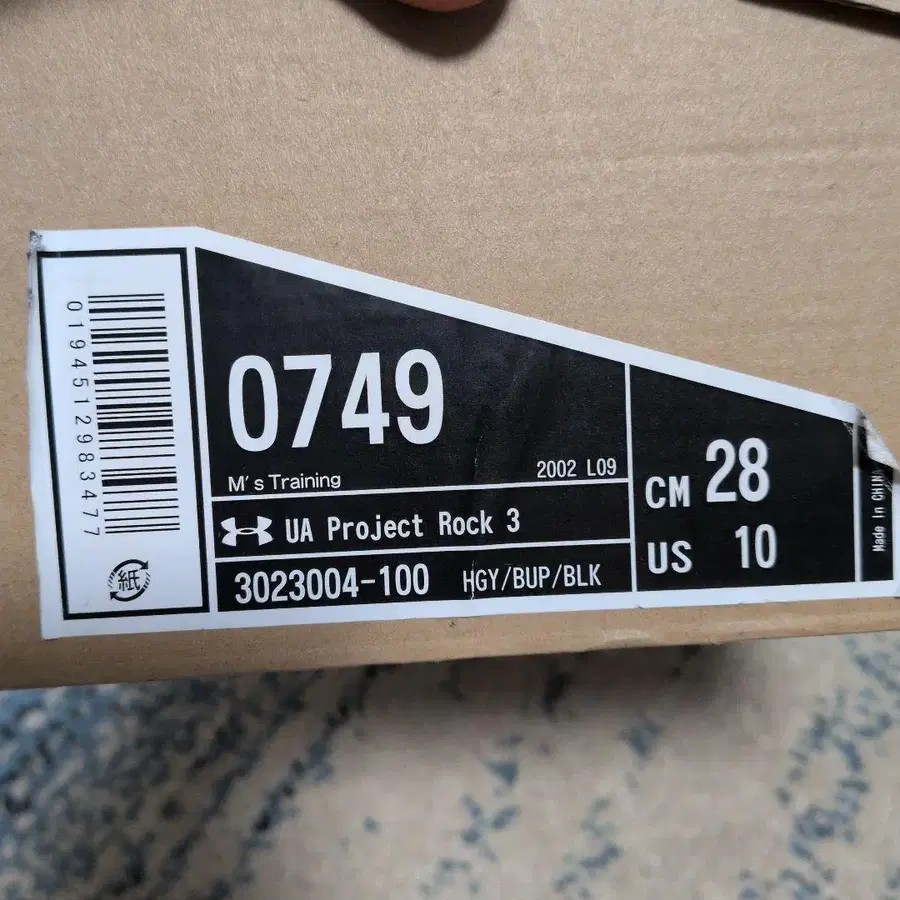 0194512983477
紙
0749
M's Training
2002 L09
UA Project Rock 3
3023004-100 HGY/BUP/BLK
CM 28
US 10
Made In CHINA